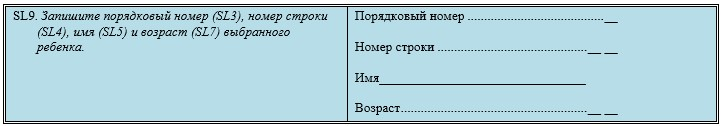 SL9. Запишите порядковый номер (SL3), номер строки
(SL4), имя (SL5) и возраст (SL7) выбранного
ребенка.
Порядковый номер ..........................................__
Номер строки ..............................................__ __
Имя________________________________
Возраст.........................................................__ __